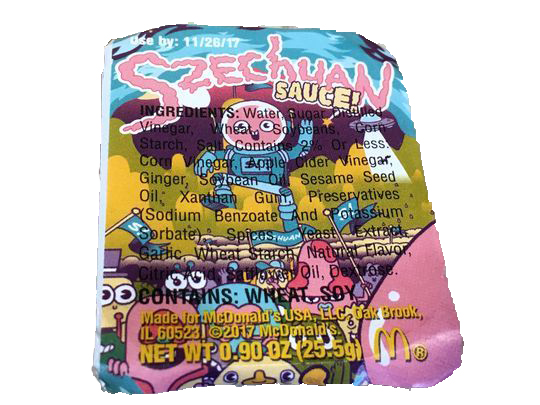 Use by: 11/26/17
SZECHUAN
SAUCE!
INGREDIENTS: Water, Sugar, Distilled
Vinegar, Wheat, Soybeans, Corn
Starch, Salt, Contains 2% Or Less:
Corn Vinegar, Apple Cider Vinegar,
Ginger, Soybean Oil, Sesame Seed
Oil, Xanthan Gum, Preservatives
(Sodium Benzoate And Potassium
Sorbate), Spices, Yeast Extract,
Garlic, Wheat Starch, Natural Flavor,
Citric Acid, Safflower Oil, Dextrose.
CONTAINS: WHEAT, SOY
Made for McDonald's USA, LLC, Oak Brook,
IL 60523 ©2017 McDonald's
NET WT 0.90 OZ (25.5g)